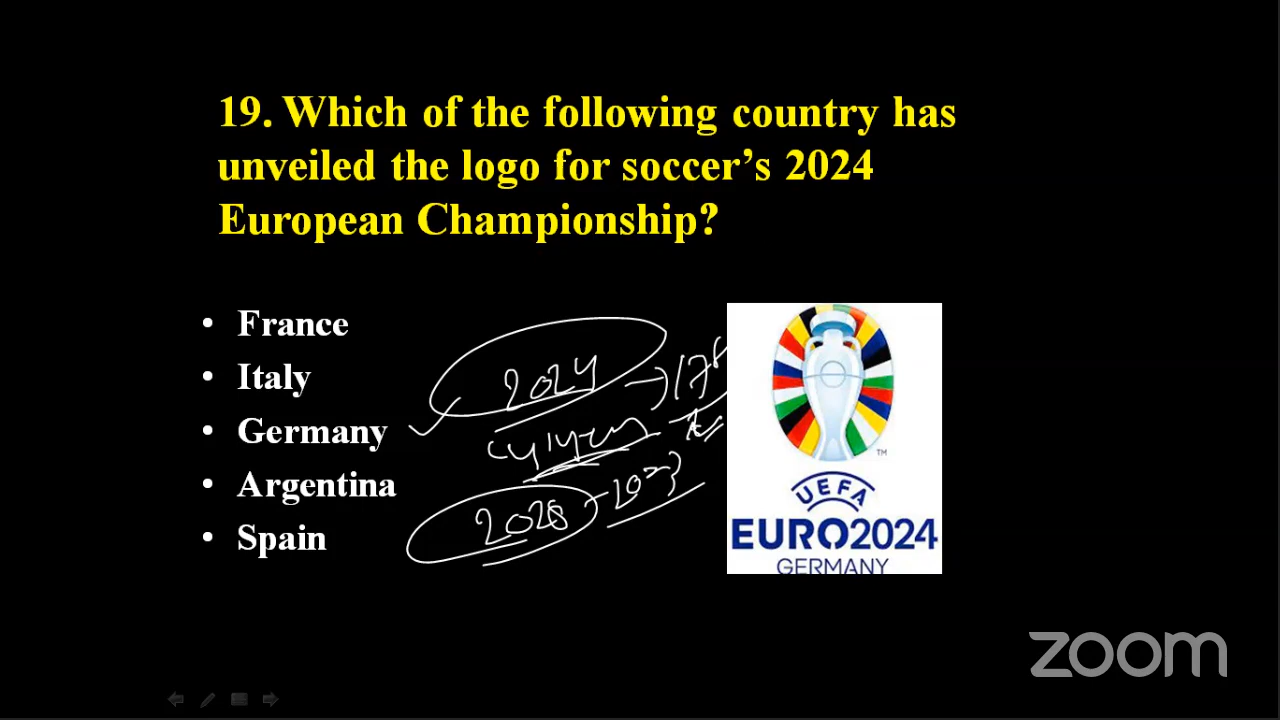 19. Which of the following country has
unveiled the logo for soccer’s 2024
European Championship?
• France
• Italy
• Germany
• Argentina
• Spain
2024
2028
UEFA
EURO2024
GERMANY
TM
zoom